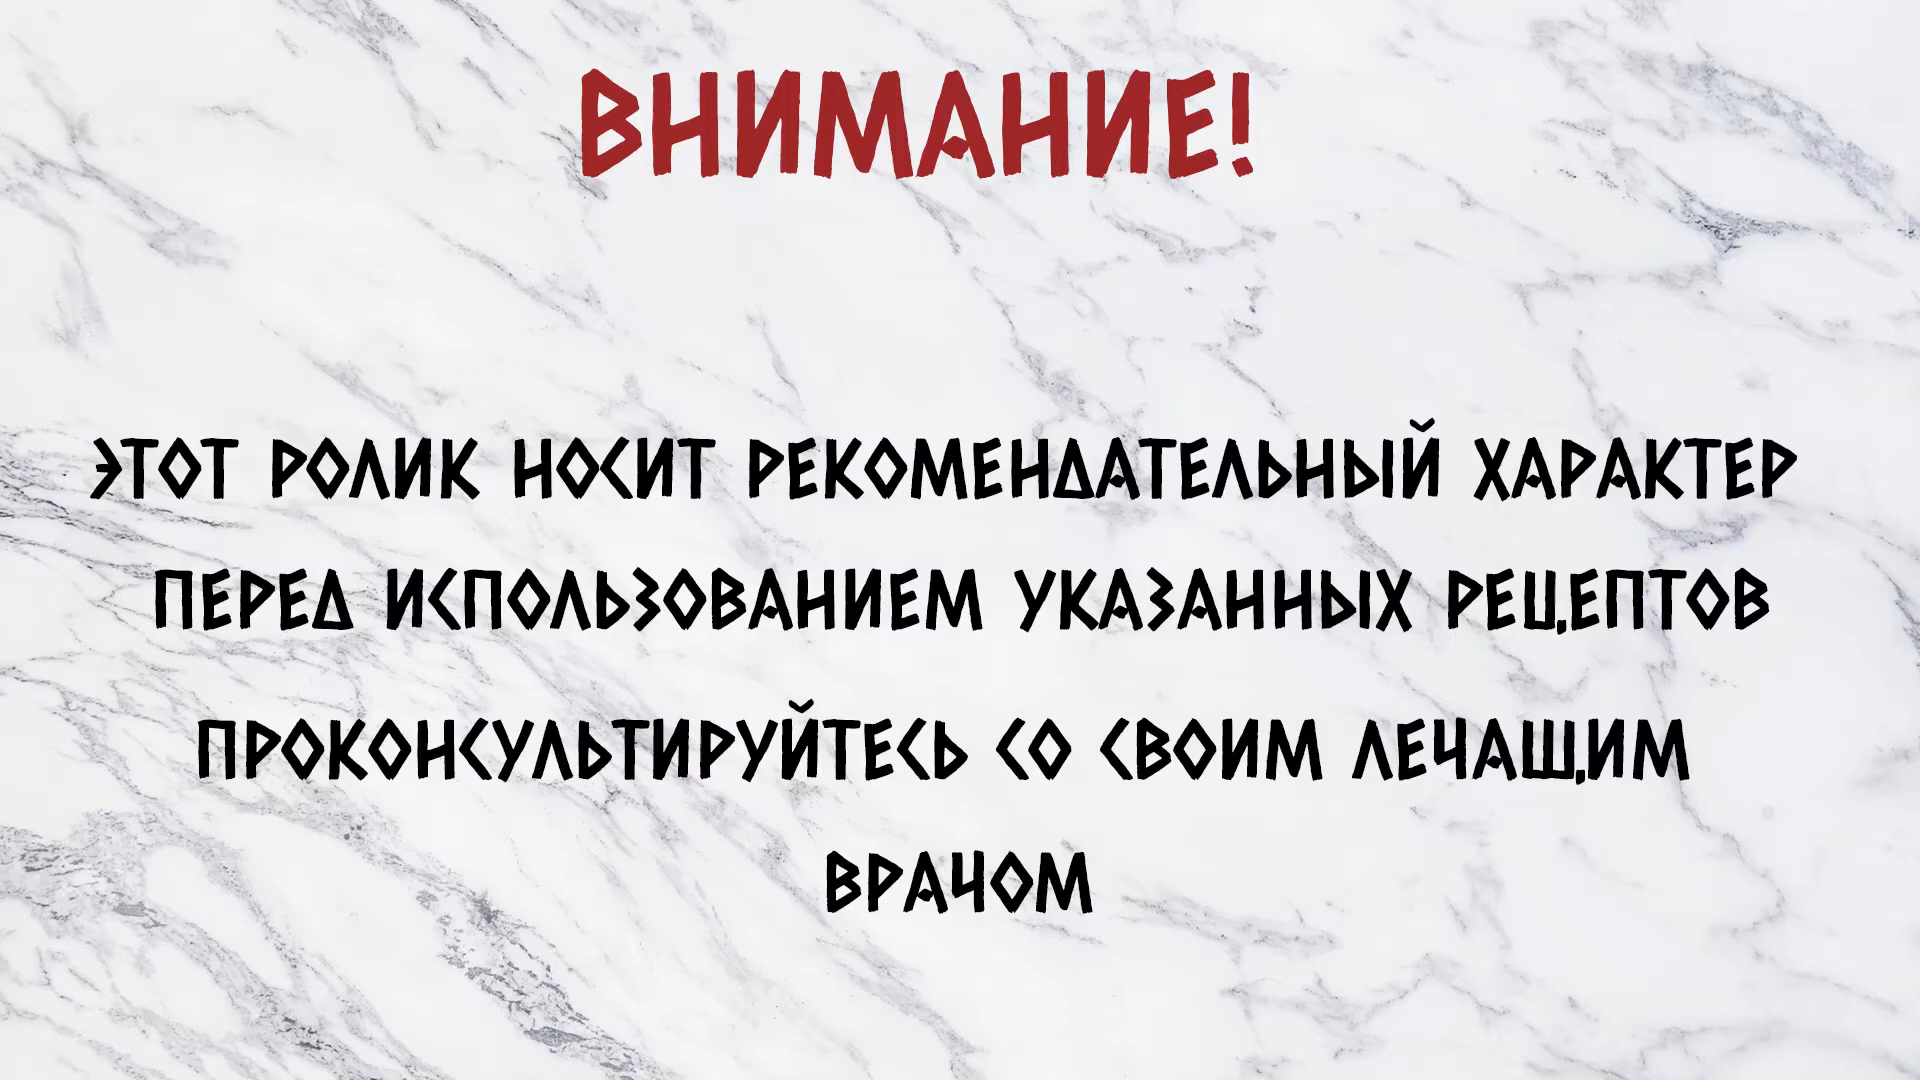 ВНИМАНИЕ!
ЭТОТ РОЛИК НОСИТ РЕКОМЕНДАТЕЛЬНЫЙ ХАРАКТЕР
ПЕРЕД ИСПОЛЬЗОВАНИЕМ УКАЗАННЫХ РЕЦЕПТОВ
ПРОКОНСУЛЬТИРУЙТЕСЬ СО СВОИМ ЛЕЧАЩИМ
ВРАЧОМ